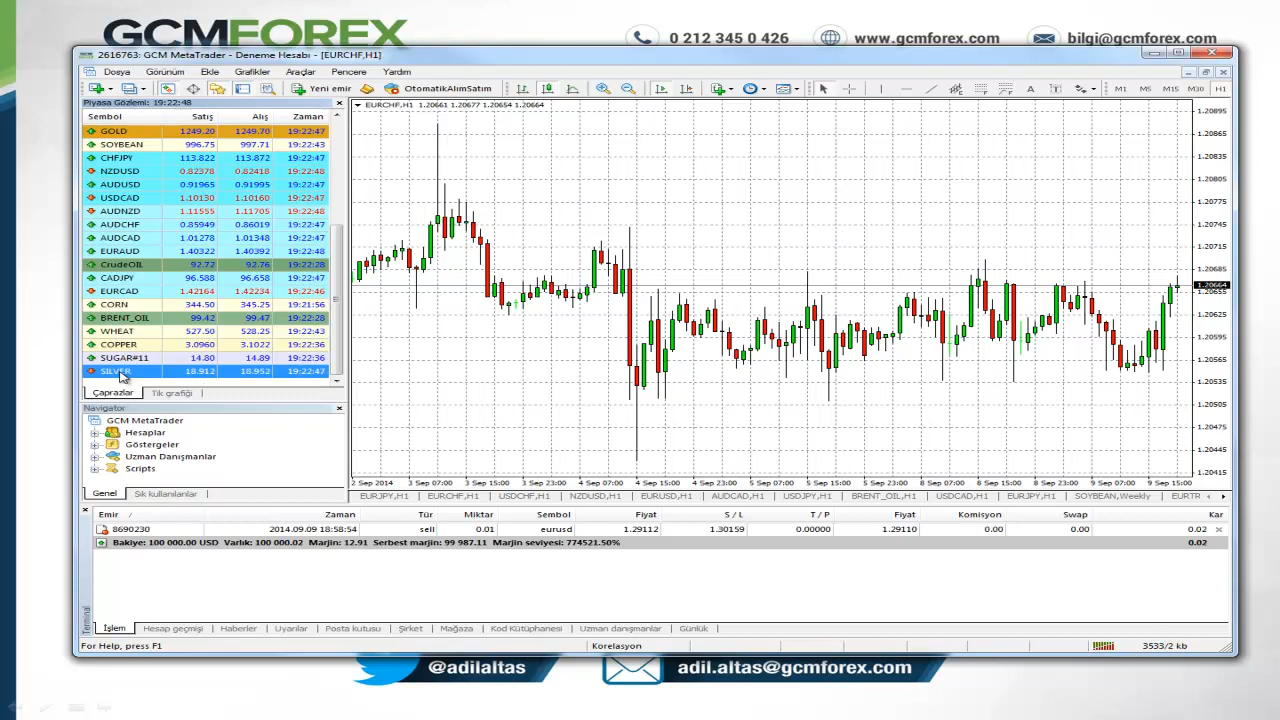 GCMFOREX
0 212 345 0 426
www.gcmforex.com
bilgi@gcmforex.com
2616763: GCM MetaTrader - Deneme Hesabı - [EURCHF,H1]
Dosya Görünüm Ekle Grafikler Araçlar Pencere Yardım
Yeni emir OtomatikAlımSatım A T M1 M5 M15 M30 H1
Piyasa Gözlemi: 19:22:48
Sembol Satış Alış Zaman
GOLD 1249.20 1249.70 19:22:47
SOYBEAN 996.75 997.71 19:22:43
CHFJPY 113.822 113.872 19:22:47
NZDUSD 0.82378 0.82418 19:22:48
AUDUSD 0.91965 0.91995 19:22:47
USDCAD 1.10130 1.10160 19:22:47
AUDNZD 1.11555 1.11705 19:22:48
AUDCHF 0.85949 0.86019 19:22:47
AUDCAD 1.01278 1.01348 19:22:47
EURAUD 1.40322 1.40392 19:22:48
CrudeOIL 92.72 92.76 19:22:28
CADJPY 96.588 96.658 19:22:47
EURCAD 1.42164 1.42234 19:22:46
CORN 344.50 345.25 19:21:56
BRENT_OIL 99.42 99.47 19:22:28
WHEAT 527.50 528.25 19:22:43
COPPER 3.0960 3.1022 19:22:36
SUGAR#11 14.80 14.89 19:22:36
SILVER 18.912 18.952 19:22:47
Çaprazlar Tik grafiği
Navigator
GCM MetaTrader
Hesaplar
Göstergeler
Uzman Danışmanlar
Scripts
Genel Sık kullanılanlar
EURCHF,H1 1.20661 1.20677 1.20654 1.20664
1.20895
1.20865
1.20835
1.20805
1.20775
1.20745
1.20715
1.20685
1.20664
1.20655
1.20625
1.20595
1.20565
1.20535
1.20505
1.20475
1.20445
1.20415
2 Sep 2014 3 Sep 07:00 3 Sep 15:00 3 Sep 23:00 4 Sep 07:00 4 Sep 15:00 4 Sep 23:00 5 Sep 07:00 5 Sep 15:00 5 Sep 23:00 8 Sep 07:00 8 Sep 15:00 8 Sep 23:00 9 Sep 07:00 9 Sep 15:00
EURJPY,H1 EURCHF,H1 USDCHF,H1 NZDUSD,H1 EURUSD,H1 AUDCAD,H1 USDJPY,H1 BRENT_OIL,H1 USDCAD,H1 EURJPY,H1 SOYBEAN,Weekly EURTR
Emir Zaman Tür Miktar Sembol Fiyat S / L T / P Fiyat Komisyon Swap Kar
8690230 2014.09.09 18:58:54 sell 0.01 eurusd 1.29112 1.30159 0.00000 1.29110 0.00 0.00 0.02
Bakiye: 100 000.00 USD Varlık: 100 000.02 Marjin: 12.91 Serbest marjin: 99 987.11 Marjin seviyesi: 774521.50% 0.02
Terminal
İşlem Hesap geçmişi Haberler Uyarılar Posta kutusu Şirket Mağaza Kod Kütüphanesi Uzman danışmanlar Günlük
For Help, press F1 Korelasyon 3533/2 kb
@adilaltas
adil.altas@gcmforex.com